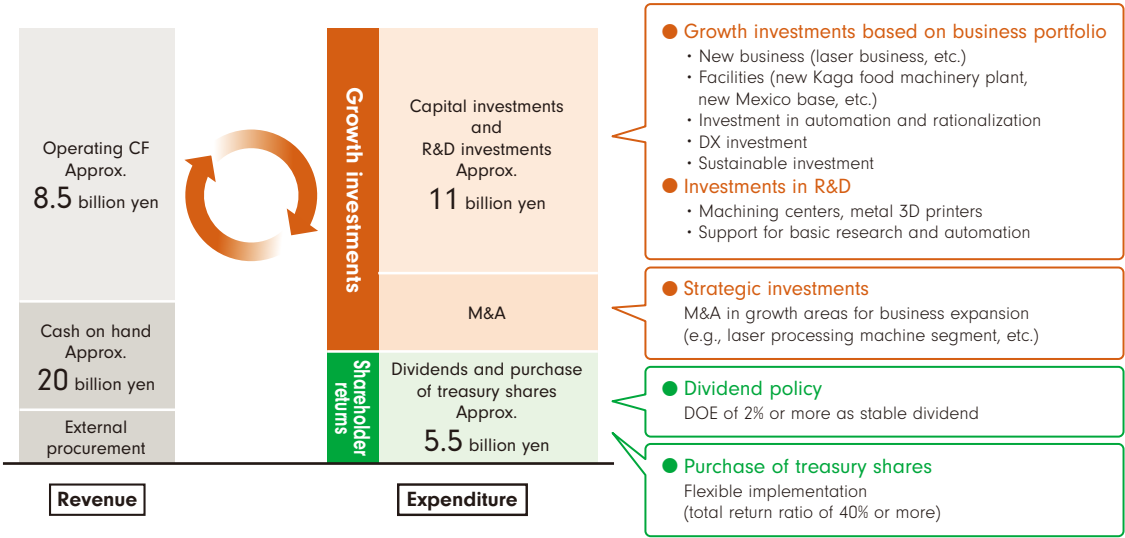 Operating CF
Approx.
8.5 billion yen
Cash on hand
Approx.
20 billion yen
External
procurement
Revenue
Growth investments
Capital investments
and
R&D investments
Approx.
11 billion yen
M&A
Shareholder
returns
Dividends and purchase
of treasury shares
Approx.
5.5 billion yen
Expenditure
● Growth investments based on business portfolio
・New business (laser business, etc.)
・Facilities (new Kaga food machinery plant,
new Mexico base, etc.)
・Investment in automation and rationalization
・DX investment
・Sustainable investment
● Investments in R&D
・Machining centers, metal 3D printers
・Support for basic research and automation
● Strategic investments
M&A in growth areas for business expansion
(e.g., laser processing machine segment, etc.)
● Dividend policy
DOE of 2% or more as stable dividend
● Purchase of treasury shares
Flexible implementation
(total return ratio of 40% or more)